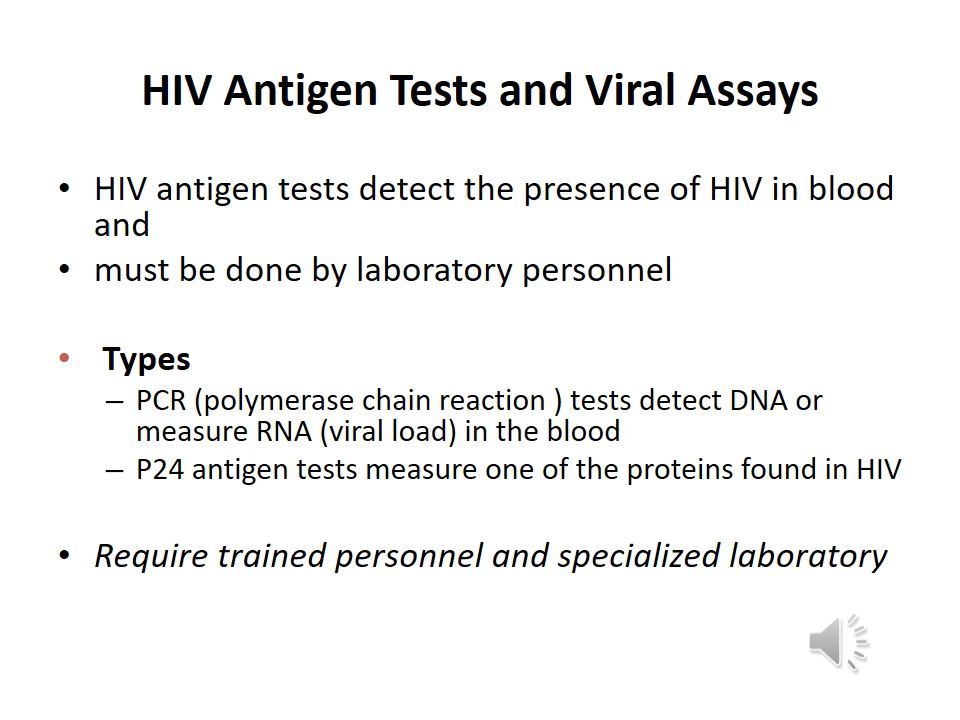 HIV Antigen Tests and Viral Assays
• HIV antigen tests detect the presence of HIV in blood
and
• must be done by laboratory personnel
• Types
– PCR (polymerase chain reaction ) tests detect DNA or
measure RNA (viral load) in the blood
– P24 antigen tests measure one of the proteins found in HIV
• Require trained personnel and specialized laboratory